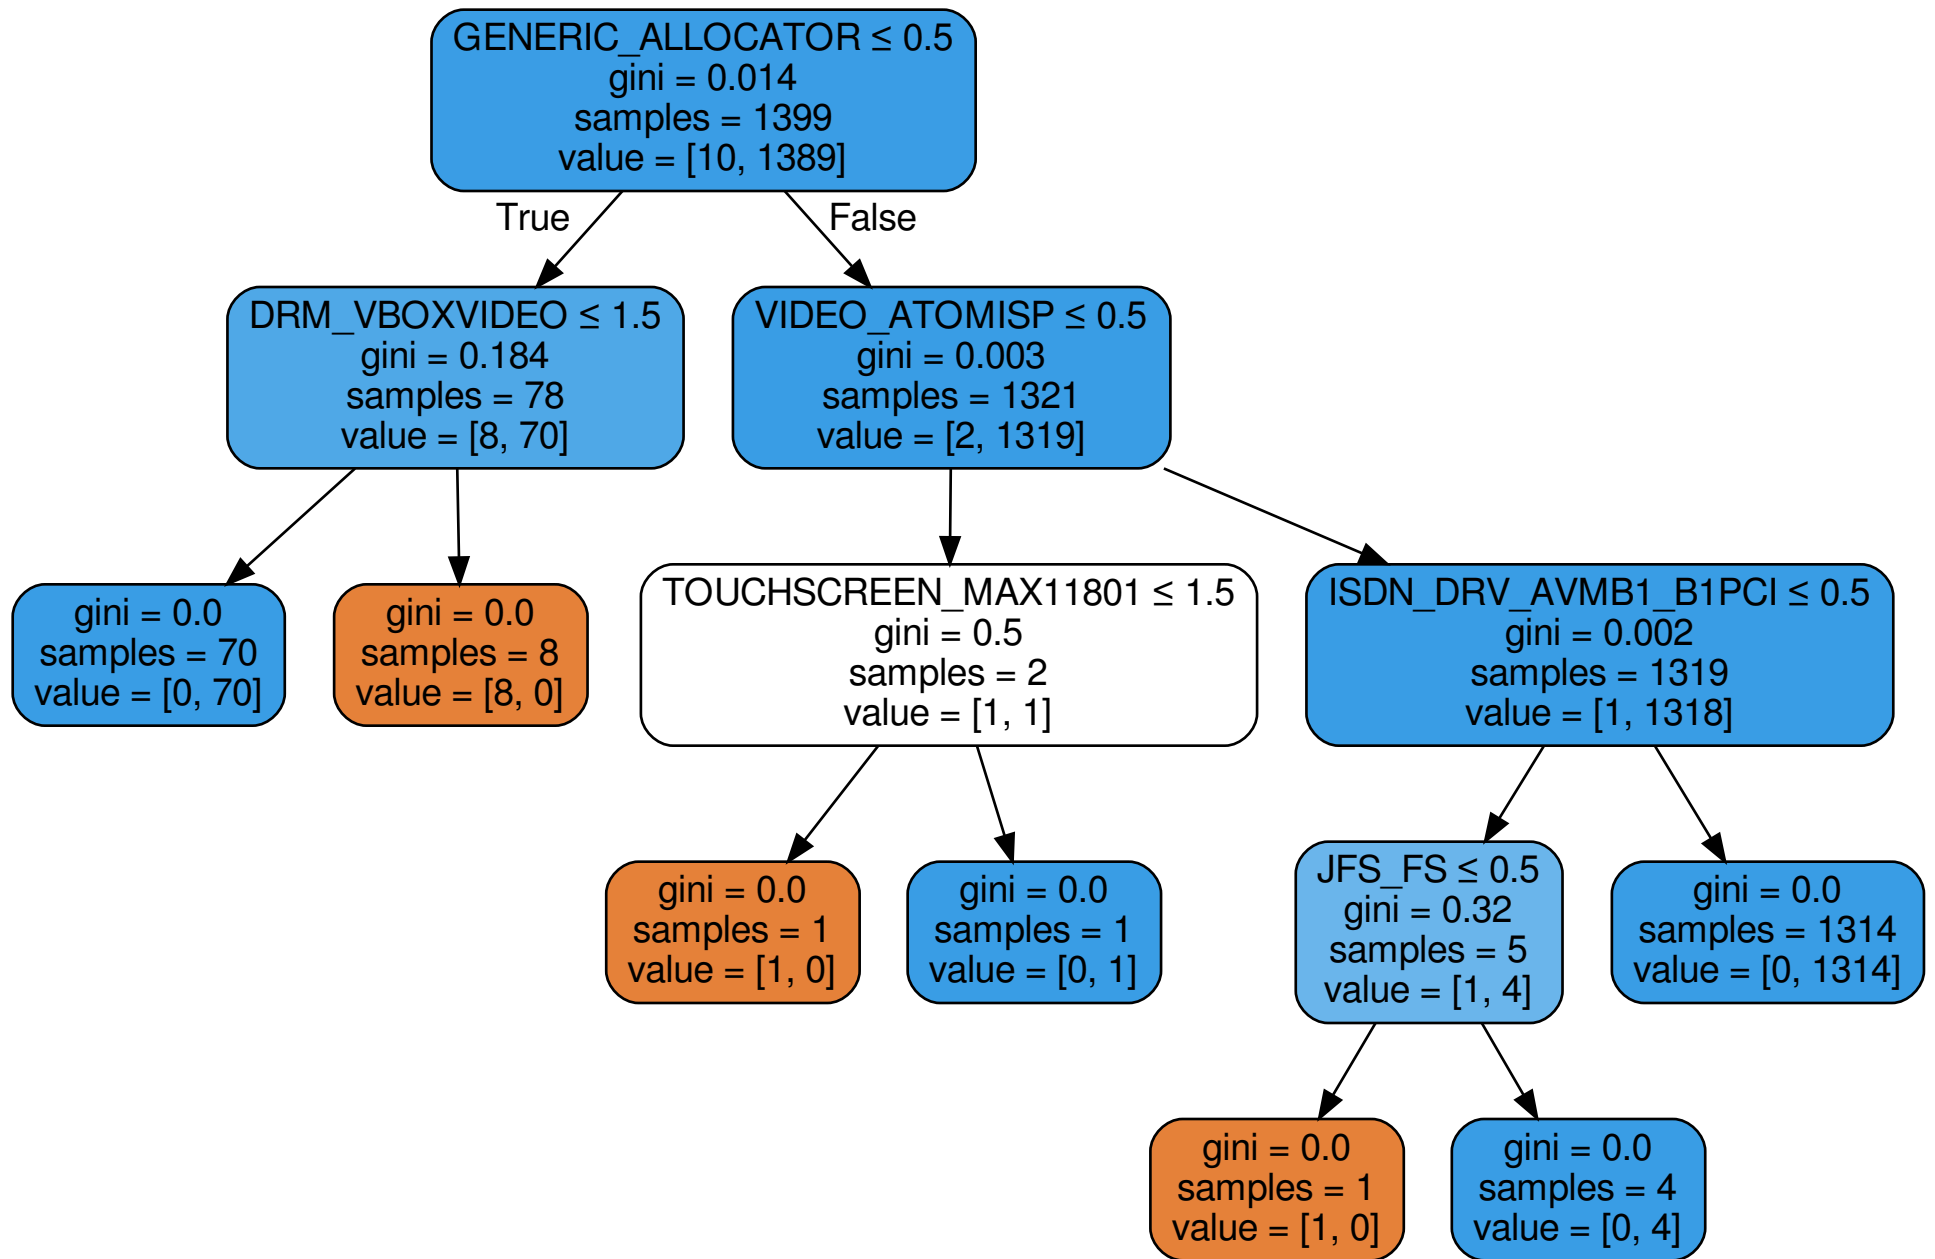 GENERIC_ALLOCATOR ≤ 0.5
gini = 0.014
samples = 1399
value = [10, 1389]
True
False
DRM_VBOXVIDEO ≤ 1.5
gini = 0.184
samples = 78
value = [8, 70]
VIDEO_ATOMISP ≤ 0.5
gini = 0.003
samples = 1321
value = [2, 1319]
gini = 0.0
samples = 70
value = [0, 70]
gini = 0.0
samples = 8
value = [8, 0]
TOUCHSCREEN_MAX11801 ≤ 1.5
gini = 0.5
samples = 2
value = [1, 1]
ISDN_DRV_AVMB1_B1PCI ≤ 0.5
gini = 0.002
samples = 1319
value = [1, 1318]
gini = 0.0
samples = 1
value = [1, 0]
gini = 0.0
samples = 1
value = [0, 1]
JFS_FS ≤ 0.5
gini = 0.32
samples = 5
value = [1, 4]
gini = 0.0
samples = 1314
value = [0, 1314]
gini = 0.0
samples = 1
value = [1, 0]
gini = 0.0
samples = 4
value = [0, 4]